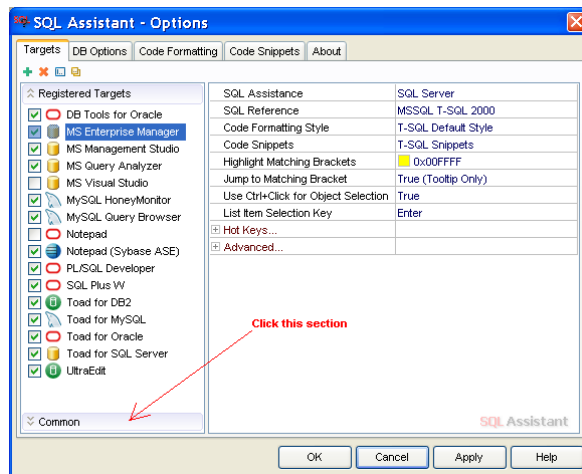 SQL Assistant - Options
Targets DB Options Code Formatting Code Snippets About
Registered Targets
DB Tools for Oracle
MS Enterprise Manager
MS Management Studio
MS Query Analyzer
MS Visual Studio
MySQL HoneyMonitor
MySQL Query Browser
Notepad
Notepad (Sybase ASE)
PL/SQL Developer
SQL Plus W
Toad for DB2
Toad for MySQL
Toad for Oracle
Toad for SQL Server
UltraEdit
Common
SQL Assistance SQL Server
SQL Reference MSSQL T-SQL 2000
Code Formatting Style T-SQL Default Style
Code Snippets T-SQL Snippets
Highlight Matching Brackets 0x00FFFF
Jump to Matching Bracket True (Tooltip Only)
Use Ctrl+Click for Object Selection True
List Item Selection Key Enter
Hot Keys...
Advanced...
Click this section
SQL Assistant
OK Cancel Apply Help